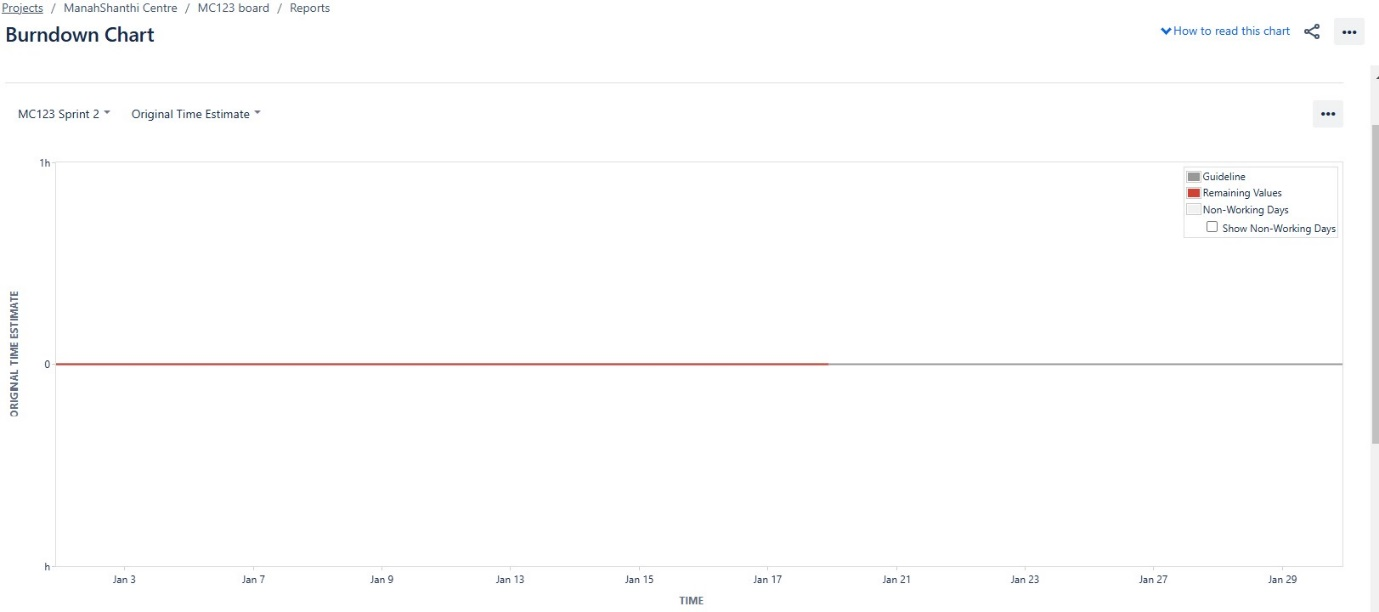 Projects / ManahShanthi Centre / MC123 board / Reports
Burndown Chart
How to read this chart
MC123 Sprint 2
Original Time Estimate
1h
Guideline
Remaining Values
Non-Working Days
Show Non-Working Days
ORIGINAL TIME ESTIMATE
0
h
Jan 3 Jan 7 Jan 9 Jan 13 Jan 15 Jan 17 Jan 21 Jan 23 Jan 27 Jan 29
TIME